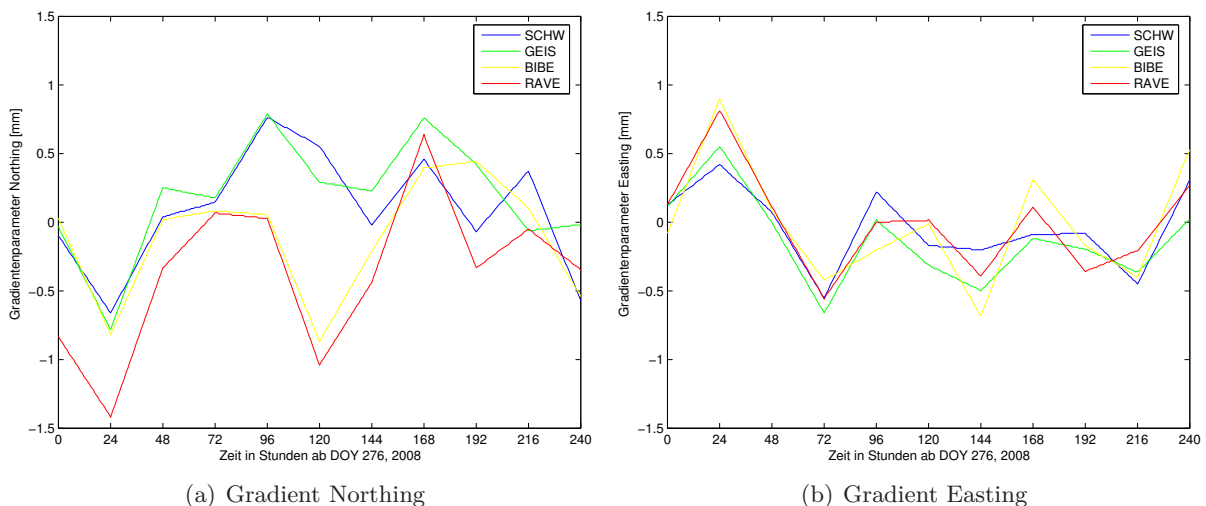 1.5
1
0.5
0
−0.5
−1
−1.5
Gradientenparameter Northing [mm]
SCHW
GEIS
BIBE
RAVE
0 24 48 72 96 120 144 168 192 216 240
Zeit in Stunden ab DOY 276, 2008
(a) Gradient Northing
1.5
1
0.5
0
−0.5
−1
−1.5
Gradientenparameter Easting [mm]
SCHW
GEIS
BIBE
RAVE
0 24 48 72 96 120 144 168 192 216 240
Zeit in Stunden ab DOY 276, 2008
(b) Gradient Easting